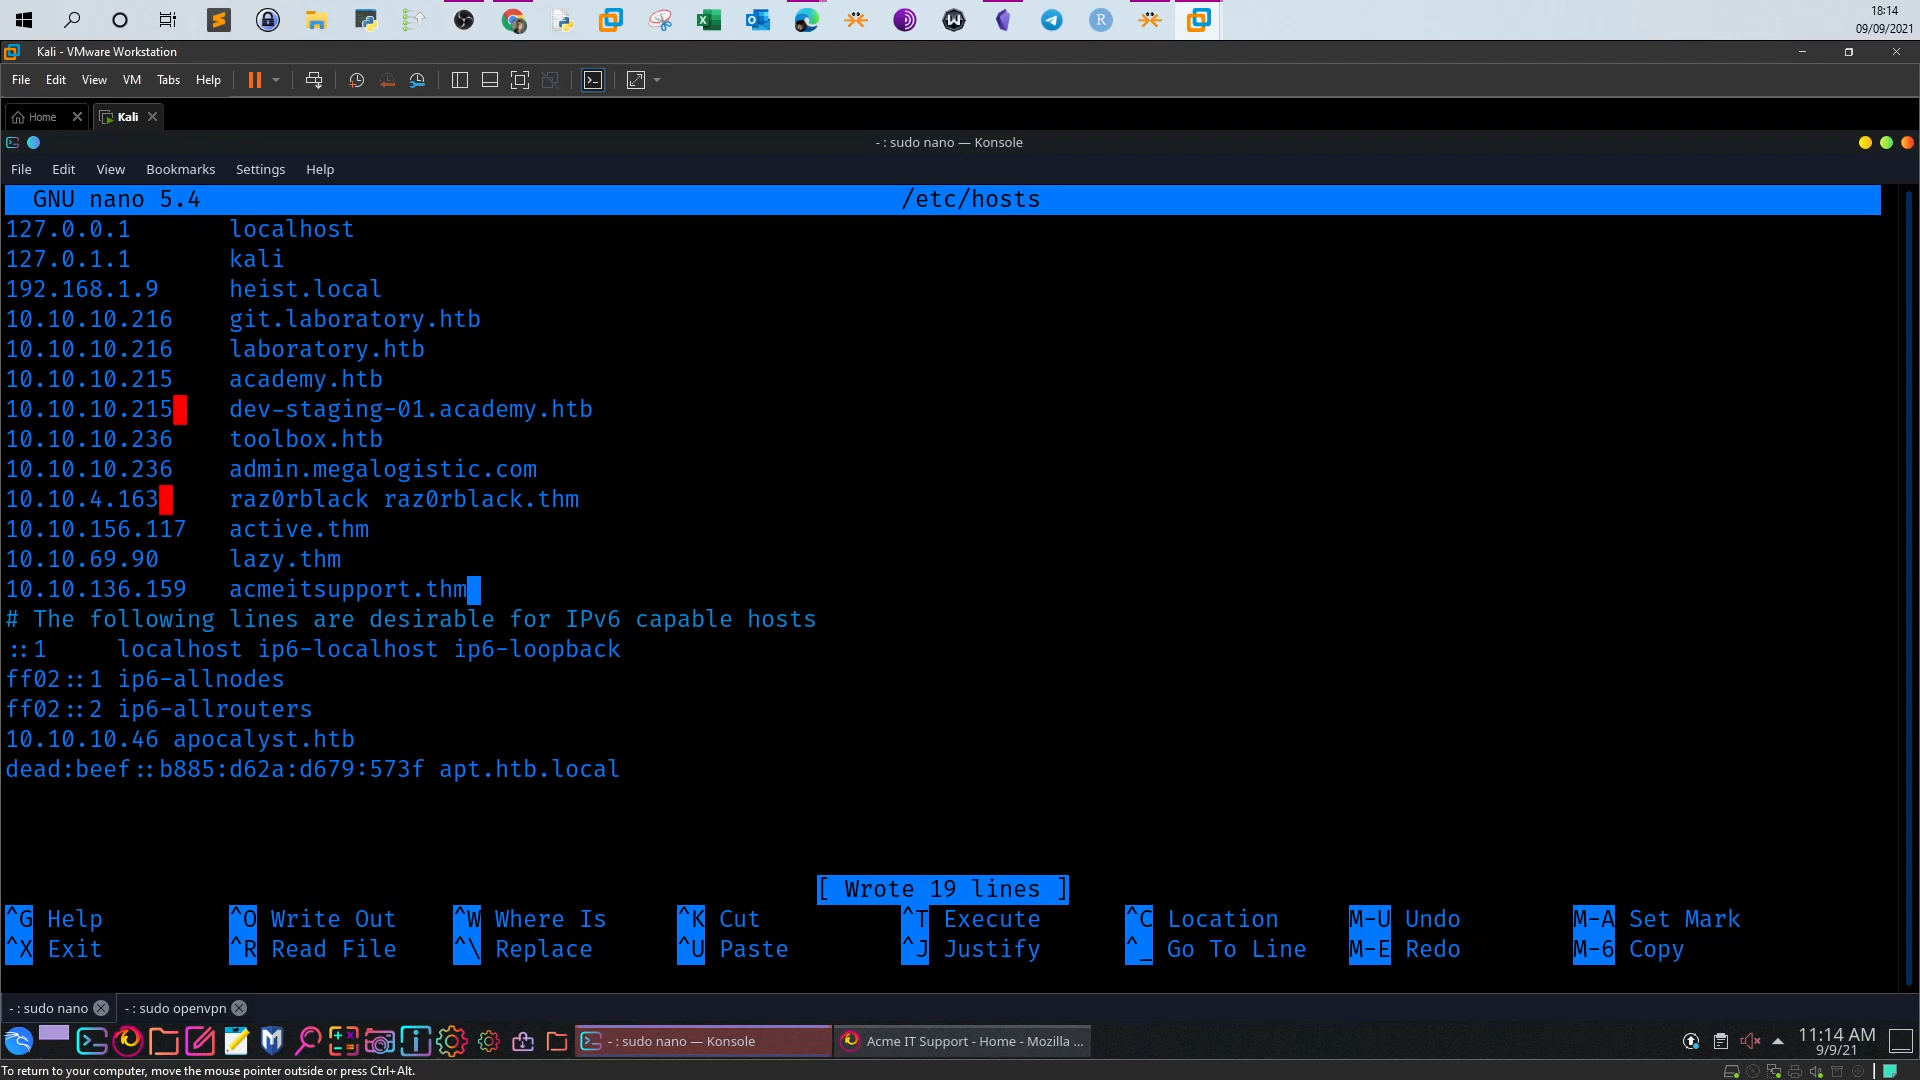 18:14
09/09/2021
Kali - VMware Workstation
File Edit View VM Tabs Help
Home
Kali
- : sudo nano — Konsole
File Edit View Bookmarks Settings Help
GNU nano 5.4 /etc/hosts
127.0.0.1 localhost
127.0.1.1 kali
192.168.1.9 heist.local
10.10.10.216 git.laboratory.htb
10.10.10.216 laboratory.htb
10.10.10.215 academy.htb
10.10.10.215 dev-staging-01.academy.htb
10.10.10.236 toolbox.htb
10.10.10.236 admin.megalogistic.com
10.10.4.163 raz0rblack raz0rblack.thm
10.10.156.117 active.thm
10.10.69.90 lazy.thm
10.10.136.159 acmeitsupport.thm
# The following lines are desirable for IPv6 capable hosts
::1 localhost ip6-localhost ip6-loopback
ff02::1 ip6-allnodes
ff02::2 ip6-allrouters
10.10.10.46 apocalyst.htb
dead:beef::b885:d62a:d679:573f apt.htb.local
[ Wrote 19 lines ]
^G Help ^O Write Out ^W Where Is ^K Cut ^T Execute ^C Location M-U Undo M-A Set Mark
^X Exit ^R Read File ^\ Replace ^U Paste ^J Justify ^_ Go To Line M-E Redo M-6 Copy
- : sudo nano
- : sudo openvpn
- : sudo nano — Konsole
Acme IT Support - Home - Mozilla ...
11:14 AM
9/9/21
To return to your computer, move the mouse pointer outside or press Ctrl+Alt.